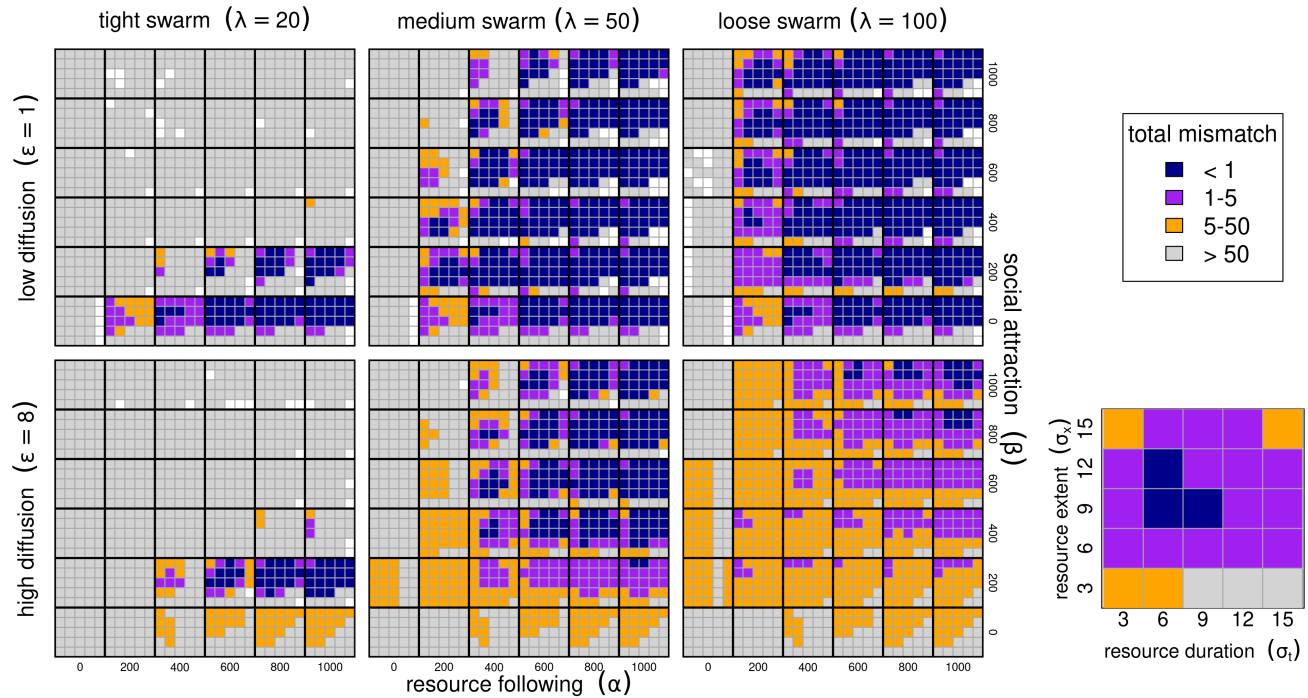 tight swarm (λ = 20)
medium swarm (λ = 50)
loose swarm (λ = 100)
low diffusion (ε = 1)
1000
800
600
400
200
0
1000
800
600
400
200
0
high diffusion (ε = 8)
social attraction (β)
0 200 400 600 800 1000
0 200 400 600 800 1000
0 200 400 600 800 1000
resource following (α)
total mismatch
< 1
1-5
5-50
> 50
resource extent (σx)
15
12
9
6
3
3 6 9 12 15
resource duration (σt)